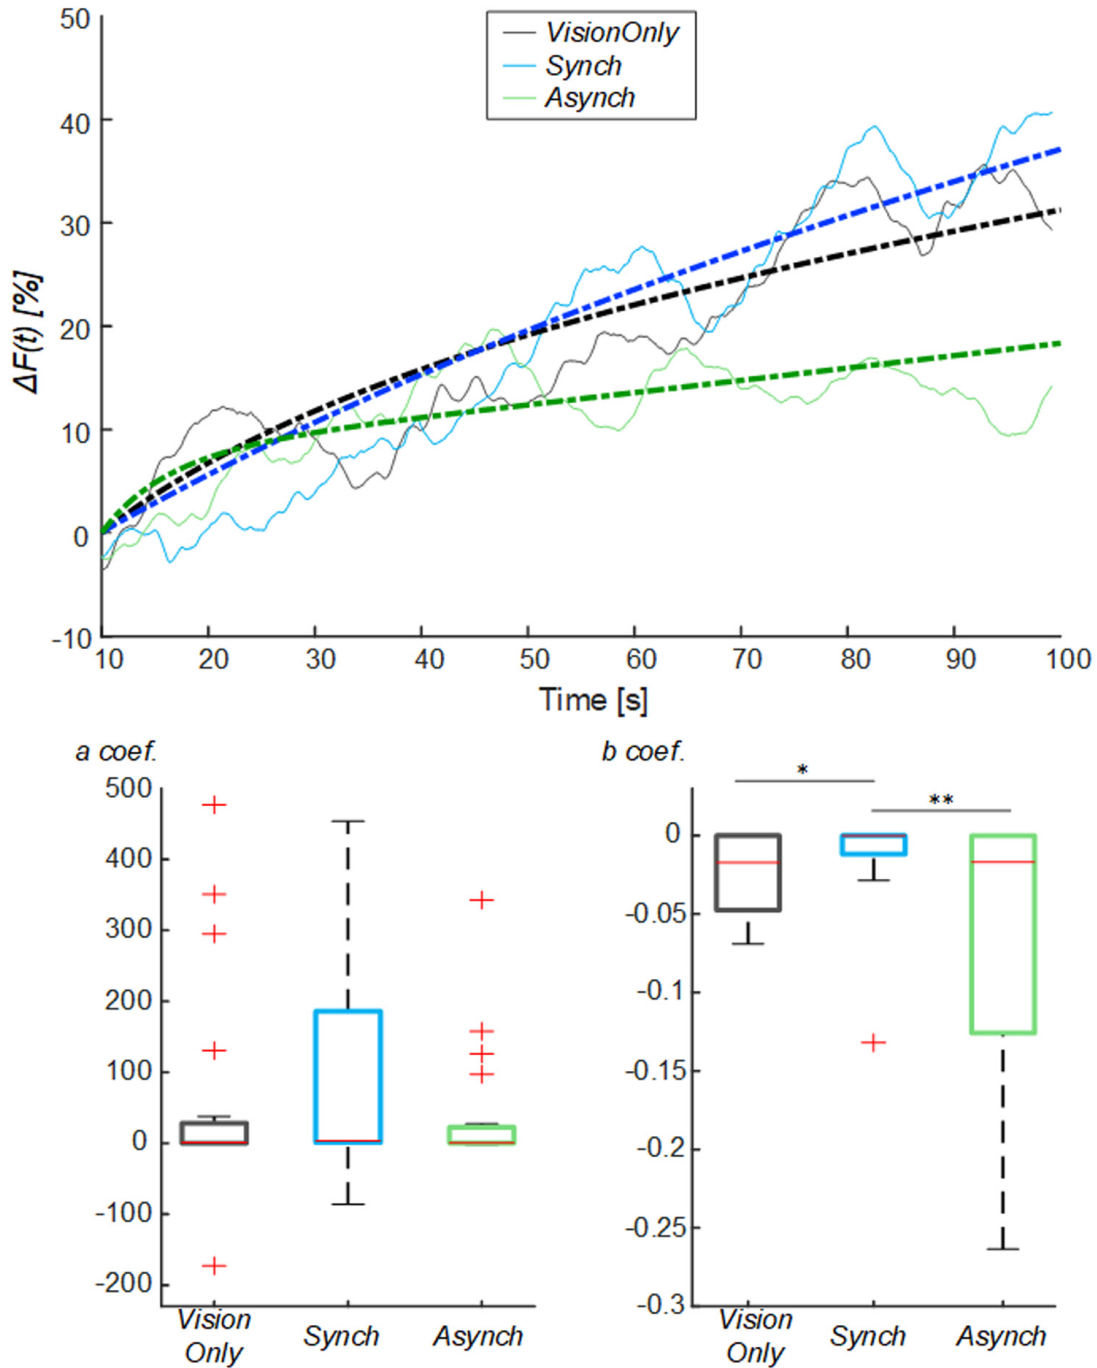 50
40
30
20
10
0
-10
ΔF(t) [%]
VisionOnly
Synch
Asynch
10 20 30 40 50 60 70 80 90 100
Time [s]
a coef.
500
400
300
200
100
0
-100
-200
Vision
Only
Synch
Asynch
b coef.
*
**
0
-0.05
-0.1
-0.15
-0.2
-0.25
-0.3
Vision
Only
Synch
Asynch